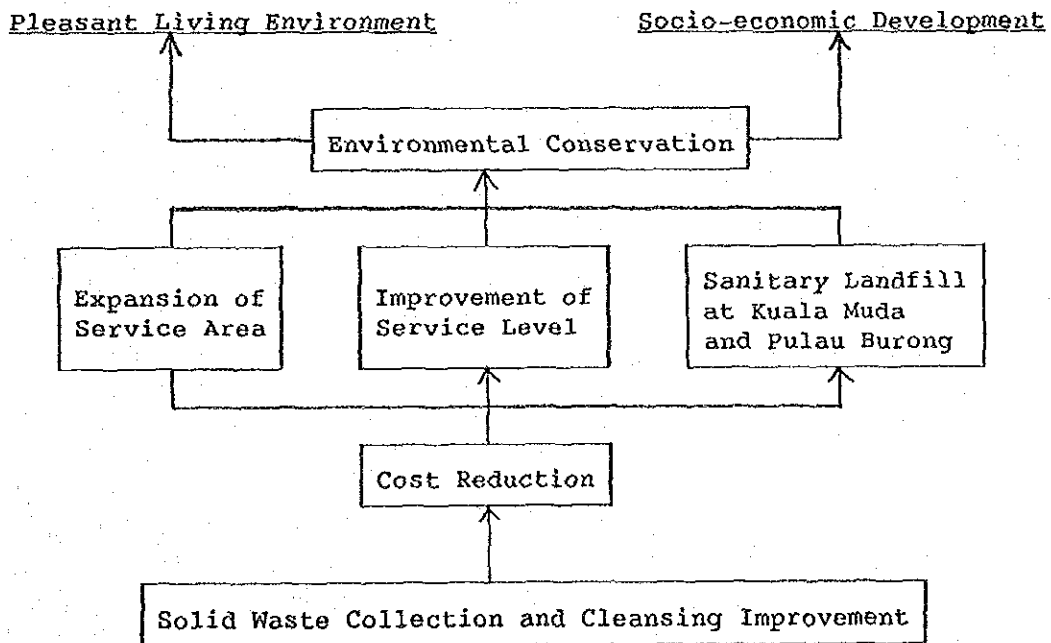 Pleasant Living Environment
Socio-economic Development
Environmental Conservation
Expansion of
Service Area
Improvement of
Service Level
Sanitary Landfill
at Kuala Muda
and Pulau Burong
Cost Reduction
Solid Waste Collection and Cleansing Improvement